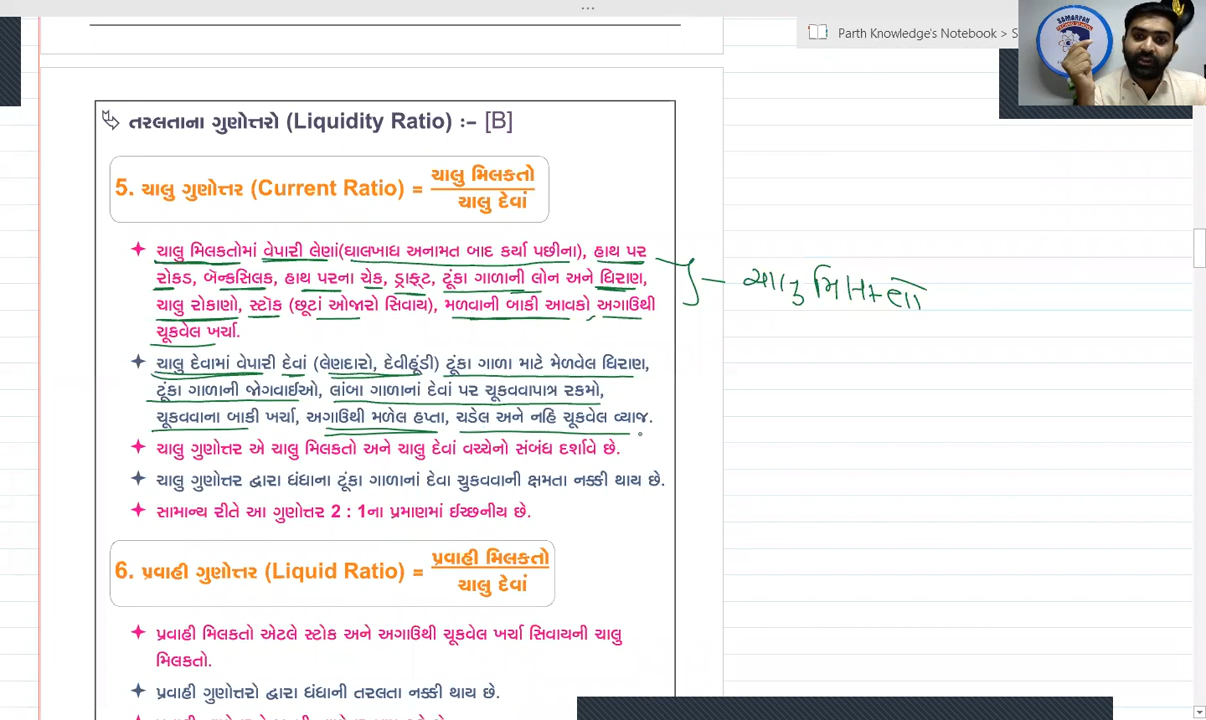 Parth Knowledge's Notebook > S
SAMARPAN
તરલતાના ગુણોત્તરો (Liquidity Ratio) :– [B]
5. ચાલુ ગુણોત્તર (Current Ratio) = ચાલુ મિલકતો
ચાલુ દેવાં
ચાલુ મિલકતોમાં વેપારી લેણાં(ઘાલખાધ અનામત બાદ કર્યા પછીના), હાથ પર
રોકડ, બૅન્કસિલક, હાથ પરના ચેક, ડ્રાફ્ટ, ટૂંકા ગાળાની લોન અને ધિરાણ,
ચાલુ રોકાણો, સ્ટોક (છૂટાં ઓજારો સિવાય), મળવાની બાકી આવકો અગાઉથી
ચૂકવેલ ખર્ચા.
ચાલુ મિલકતો
ચાલુ દેવામાં વેપારી દેવાં (લેણદારો, દેવીહૂંડી) ટૂંકા ગાળા માટે મેળવેલ ધિરાણ,
ટૂંકા ગાળાની જોગવાઈઓ, લાંબા ગાળાનાં દેવાં પર ચૂકવવાપાત્ર રકમો,
ચૂકવવાના બાકી ખર્ચા, અગાઉથી મળેલ હપ્તા, ચડેલ અને નહિ ચૂકવેલ વ્યાજ.
ચાલુ ગુણોત્તર એ ચાલુ મિલકતો અને ચાલુ દેવાં વચ્ચેનો સંબંધ દર્શાવે છે.
ચાલુ ગુણોત્તર દ્વારા ધંધાના ટૂંકા ગાળાનાં દેવા ચુકવવાની ક્ષમતા નક્કી થાય છે.
સામાન્ય રીતે આ ગુણોત્તર 2 : 1ના પ્રમાણમાં ઈચ્છનીય છે.
6. પ્રવાહી ગુણોત્તર (Liquid Ratio) = પ્રવાહી મિલકતો
ચાલુ દેવાં
પ્રવાહી મિલકતો એટલે સ્ટોક અને અગાઉથી ચૂકવેલ ખર્ચા સિવાયની ચાલુ
મિલકતો.
પ્રવાહી ગુણોત્તરો દ્વારા ધંધાની તરલતા નક્કી થાય છે.